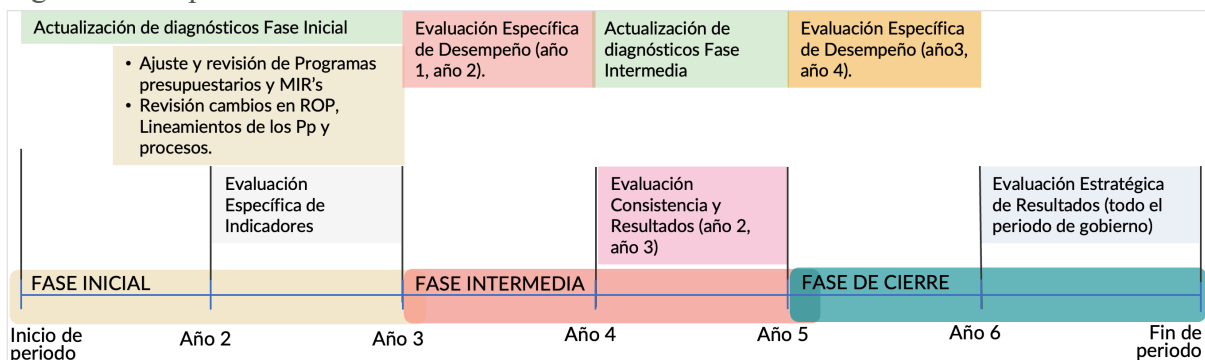 Actualización de diagnósticos Fase Inicial
• Ajuste y revisión de Programas
presupuestarios y MIR's
• Revisión cambios en ROP,
Lineamientos de los Pp y
procesos.
Evaluación Específica
de Desempeño (año
1, año 2).
Actualización de
diagnósticos Fase
Intermedia
Evaluación Específica
de Desempeño (año3,
año 4).
Evaluación
Específica de
Indicadores
Evaluación
Consistencia y
Resultados (año 2,
año 3)
Evaluación Estratégica
de Resultados (todo el
periodo de gobierno)
FASE INICIAL
FASE INTERMEDIA
FASE DE CIERRE
Inicio de
periodo
Año 2
Año 3
Año 4
Año 5
Año 6
Fin de
periodo